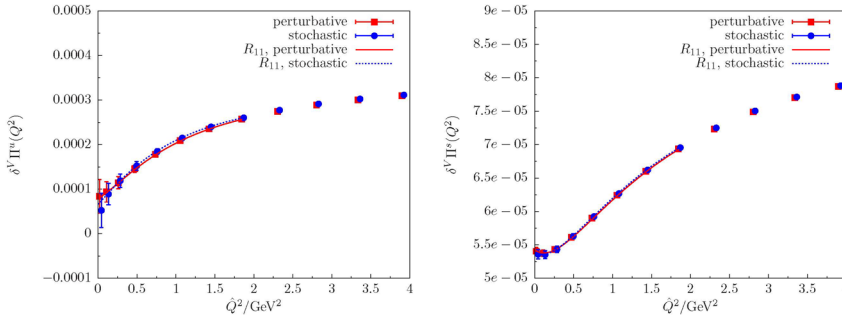 0.0005
0.0004
0.0003
0.0002
0.0001
0
-0.0001
δ^V Π^u(Q²)
perturbative
stochastic
R₁₁, perturbative
R₁₁, stochastic
0 0.5 1 1.5 2 2.5 3 3.5 4
Q̂²/GeV²
9e − 05
8.5e − 05
8e − 05
7.5e − 05
7e − 05
6.5e − 05
6e − 05
5.5e − 05
5e − 05
δ^V Π^s(Q²)
perturbative
stochastic
R₁₁, perturbative
R₁₁, stochastic
0 0.5 1 1.5 2 2.5 3 3.5
Q̂²/GeV²